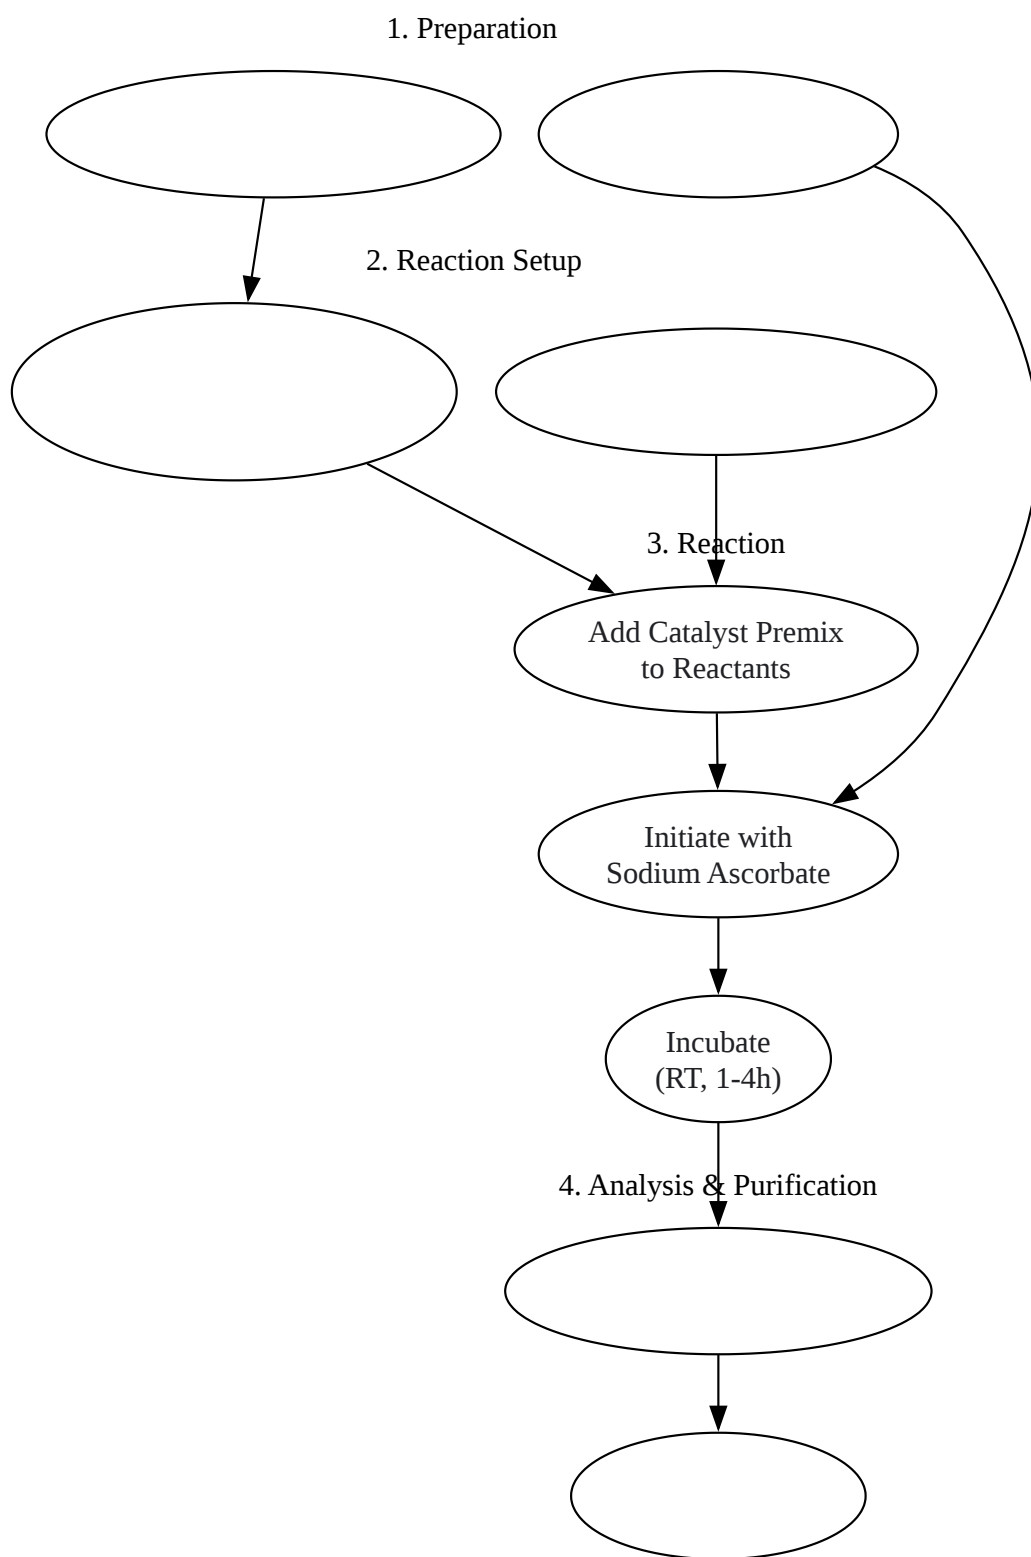 1. Preparation
2. Reaction Setup
3. Reaction
Add Catalyst Premix
to Reactants
Initiate with
Sodium Ascorbate
Incubate
(RT, 1-4h)
4. Analysis & Purification